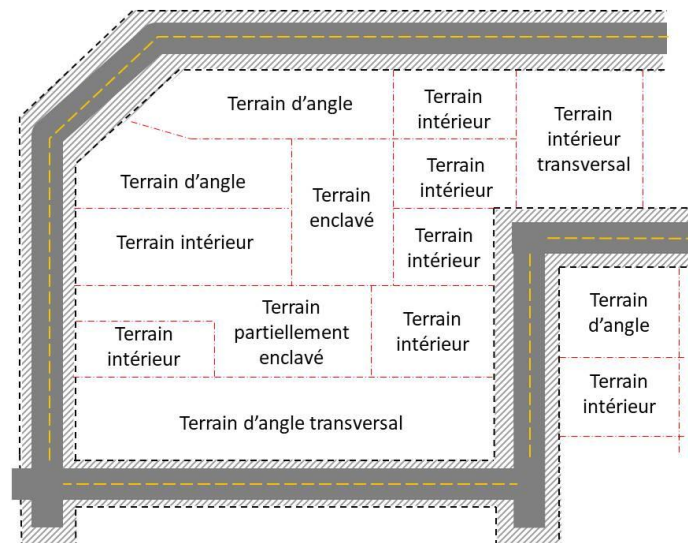 Terrain d'angle
Terrain
intérieur
Terrain
intérieur
transversal
Terrain d'angle
Terrain
enclavé
Terrain
intérieur
Terrain intérieur
Terrain
intérieur
Terrain
intérieur
Terrain
partiellement
enclavé
Terrain
intérieur
Terrain
d'angle
Terrain
intérieur
Terrain d'angle transversal